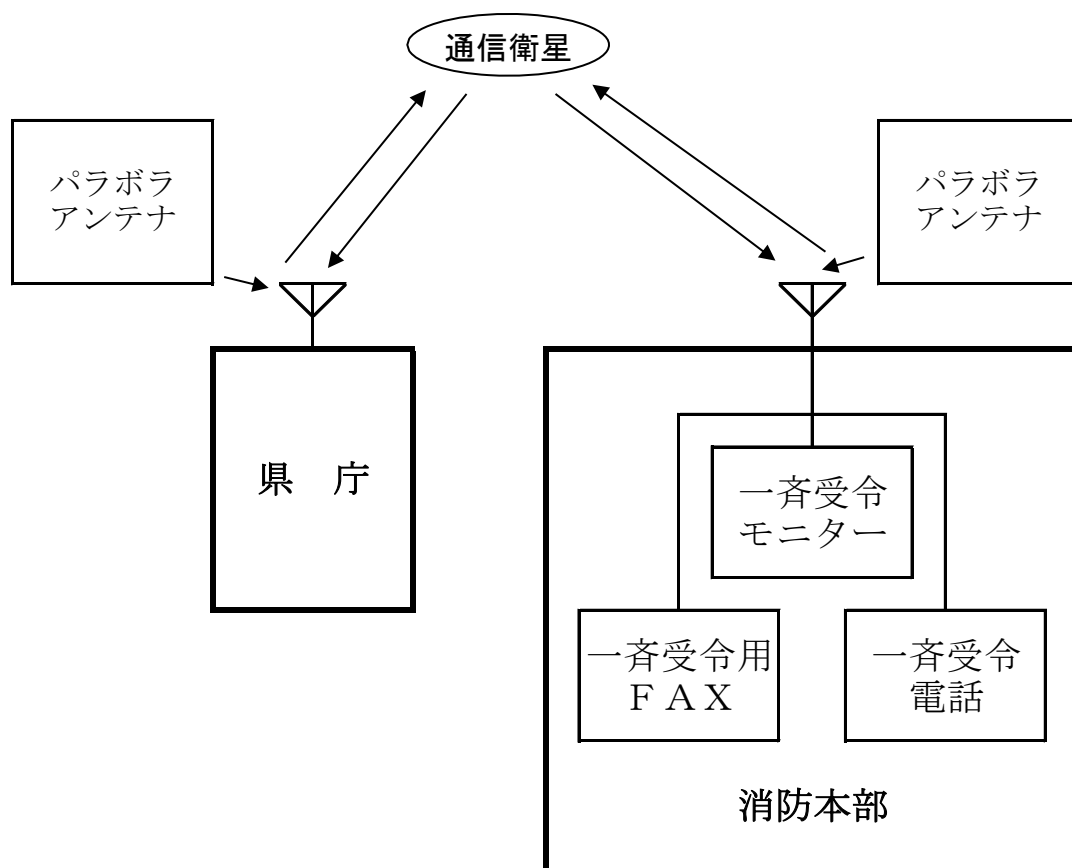 通信衛星
パラボラ
アンテナ
パラボラ
アンテナ
県　庁
一斉受令
モニター
一斉受令用
ＦＡＸ
一斉受令
電話
消防本部